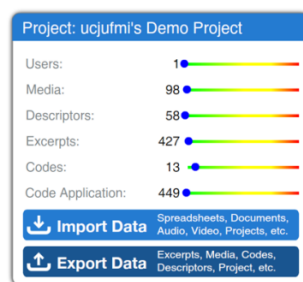 Project: ucjufmi's Demo Project
Users: 1
Media: 98
Descriptors: 58
Excerpts: 427
Codes: 13
Code Application: 449
Import Data Spreadsheets, Documents,
Audio, Video, Projects, etc.
Export Data Excerpts, Media, Codes,
Descriptors, Project, etc.